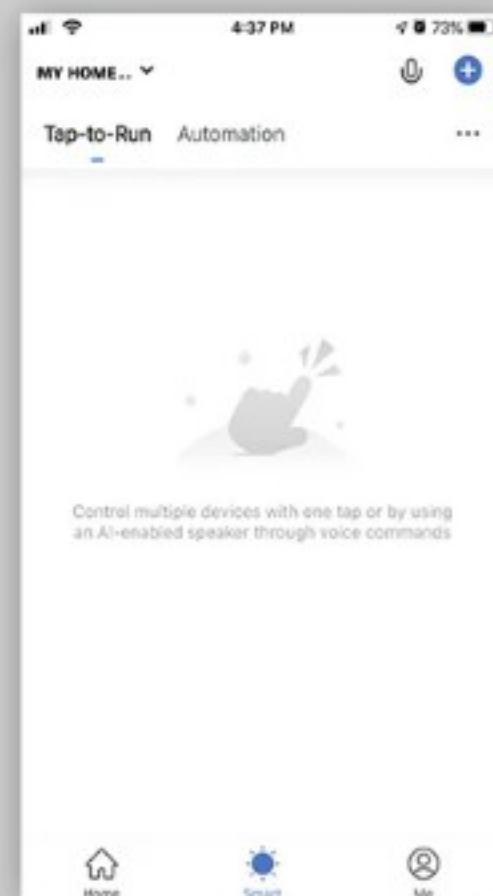 4:37 PM
73%
MY HOME..
Tap-to-Run Automation
Control multiple devices with one tap or by using
an AI-enabled speaker through voice commands
Home Smart Me